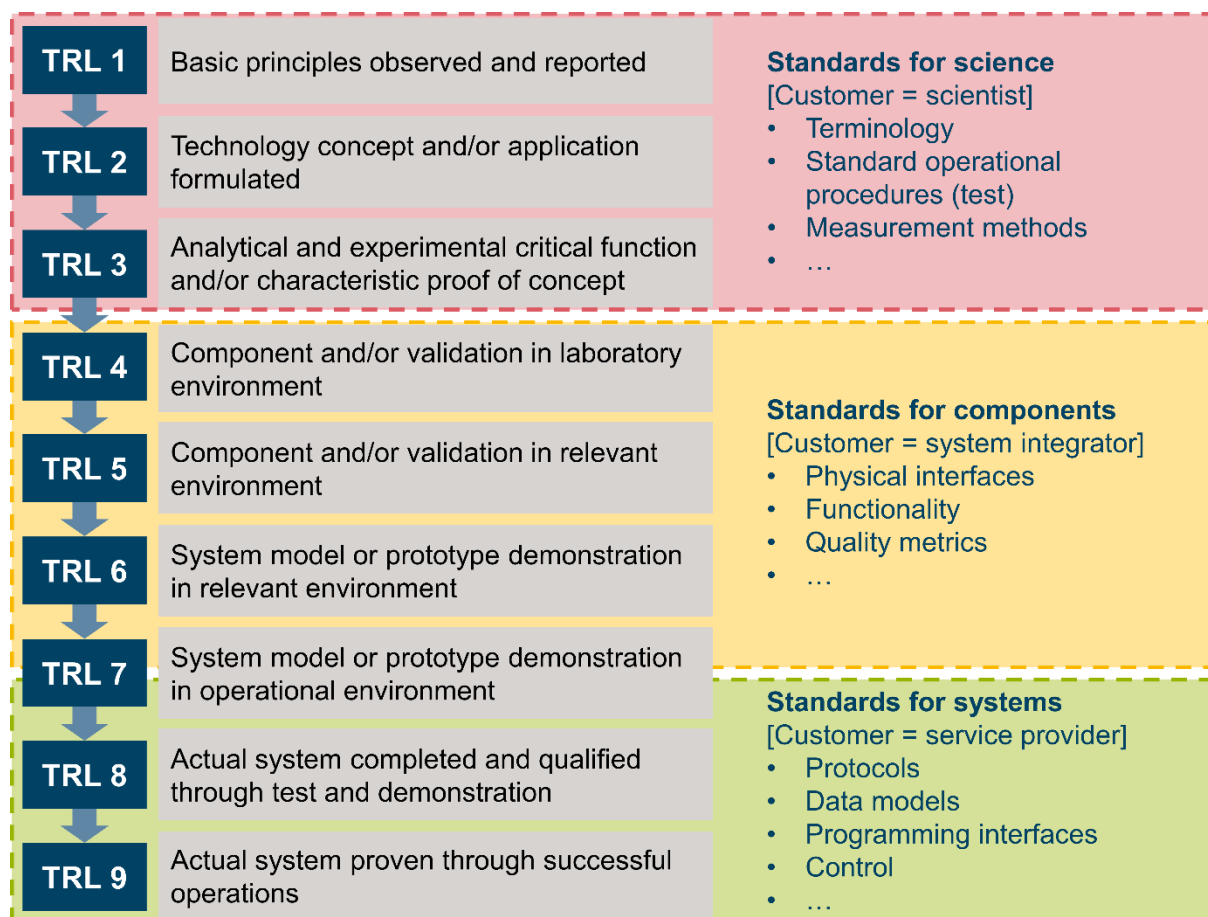 TRL 1
Basic principles observed and reported
TRL 2
Technology concept and/or application
formulated
TRL 3
Analytical and experimental critical function
and/or characteristic proof of concept
Standards for science
[Customer = scientist]
• Terminology
• Standard operational
procedures (test)
• Measurement methods
• …
TRL 4
Component and/or validation in laboratory
environment
TRL 5
Component and/or validation in relevant
environment
TRL 6
System model or prototype demonstration
in relevant environment
TRL 7
System model or prototype demonstration
in operational environment
Standards for components
[Customer = system integrator]
• Physical interfaces
• Functionality
• Quality metrics
• …
TRL 8
Actual system completed and qualified
through test and demonstration
TRL 9
Actual system proven through successful
operations
Standards for systems
[Customer = service provider]
• Protocols
• Data models
• Programming interfaces
• Control
• …